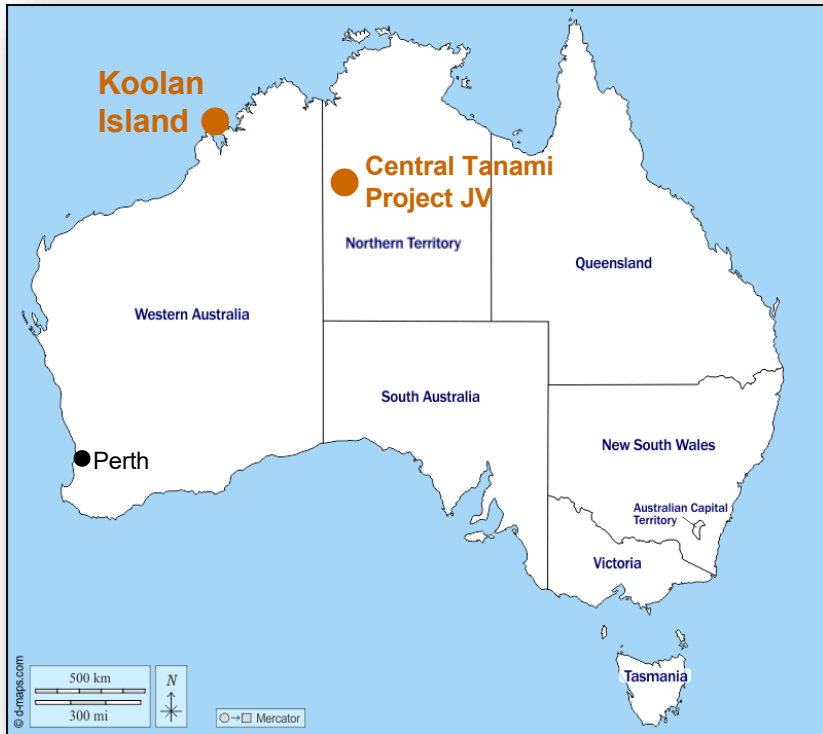 Koolan
Island
Central Tanami
Project JV
Northern Territory
Queensland
Western Australia
South Australia
Perth
New South Wales
Australian Capital
Territory
Victoria
Tasmania
500 km
300 mi
N
Mercator
© d-maps.com